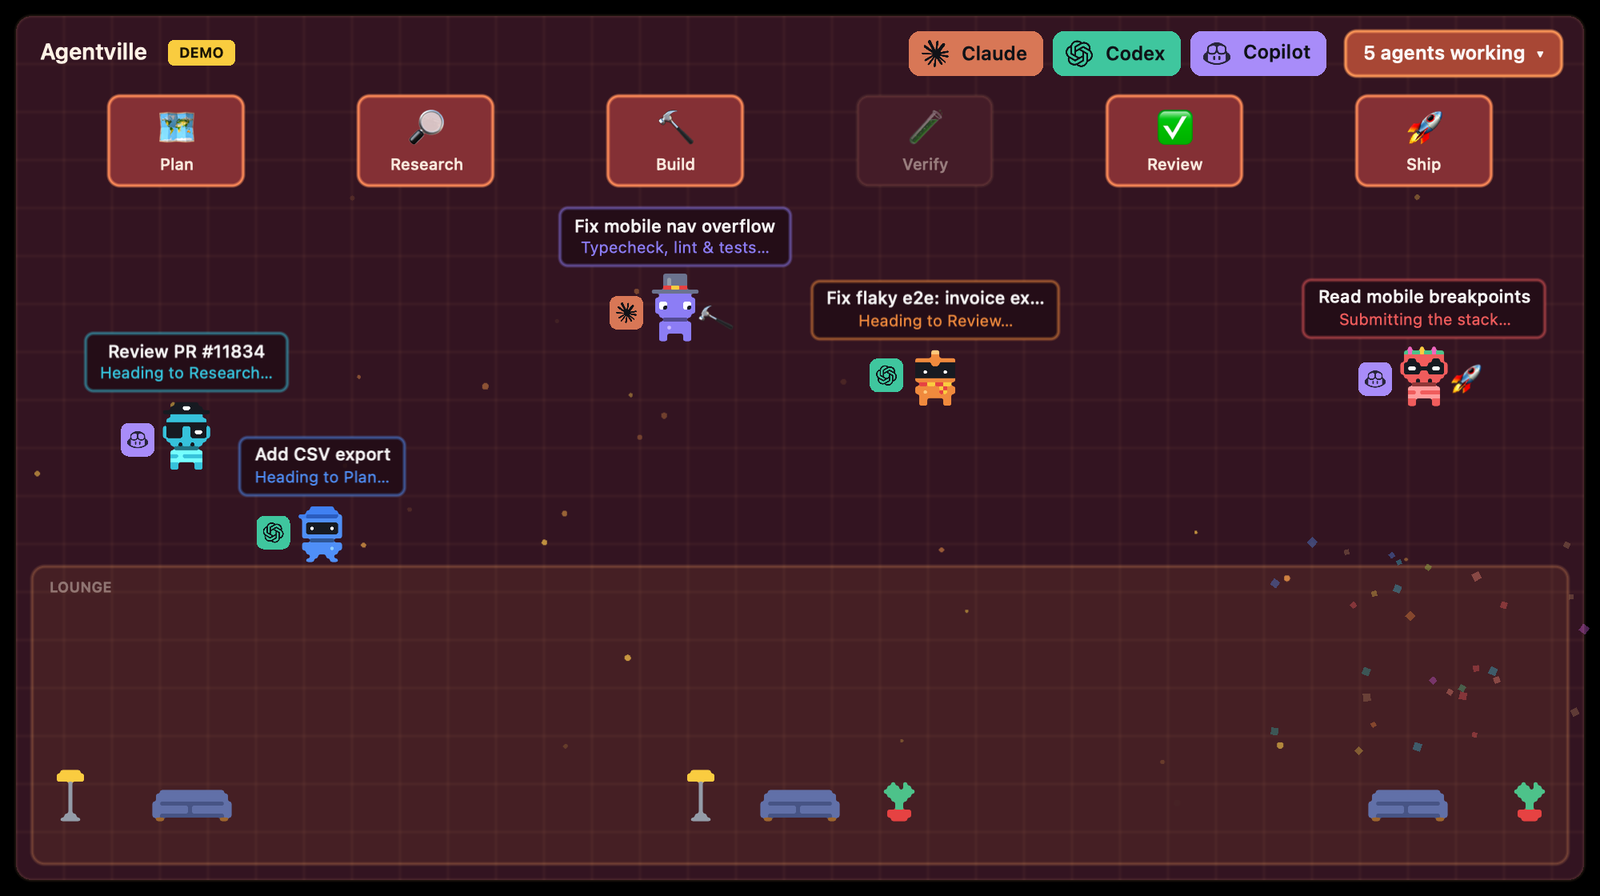 Agentville
DEMO
Claude
Codex
Copilot
5 agents working
Plan
Research
Build
Verify
Review
Ship
Fix mobile nav overflow
Typecheck, lint & tests...
Fix flaky e2e: invoice ex...
Heading to Review...
Read mobile breakpoints
Submitting the stack...
Review PR #11834
Heading to Research...
Add CSV export
Heading to Plan...
LOUNGE